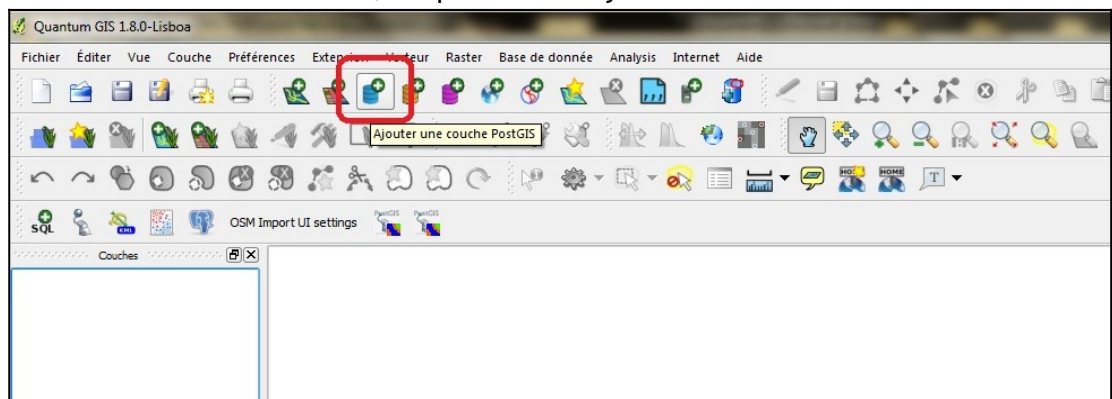 Quantum GIS 1.8.0-Lisboa
Fichier Éditer Vue Couche Préférences Extension Vecteur Raster Base de donnée Analysis Internet Aide
Ajouter une couche PostGIS
HOME
T
SQL KML OSM Import UI settings PostGIS PostGIS
Couches